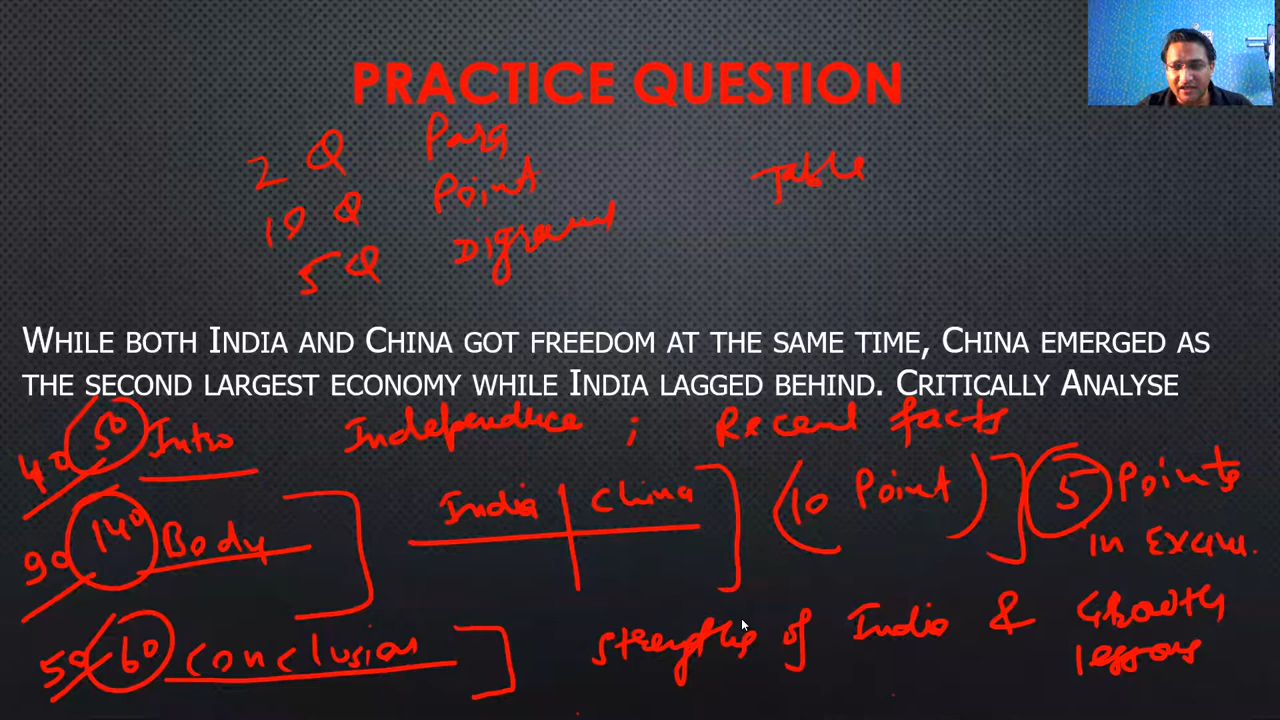 PRACTICE QUESTION
2 Q Para
10 Q Point Table
5 Q Digramt
WHILE BOTH INDIA AND CHINA GOT FREEDOM AT THE SAME TIME, CHINA EMERGED AS
THE SECOND LARGEST ECONOMY WHILE INDIA LAGGED BEHIND. CRITICALLY ANALYSE
40 50 Intro Independuce ; Recent facts
90 140 Body India China (10 Point) 5 Points
in Exam.
50 60 Conclusion Strengths of India & Growth
lessons